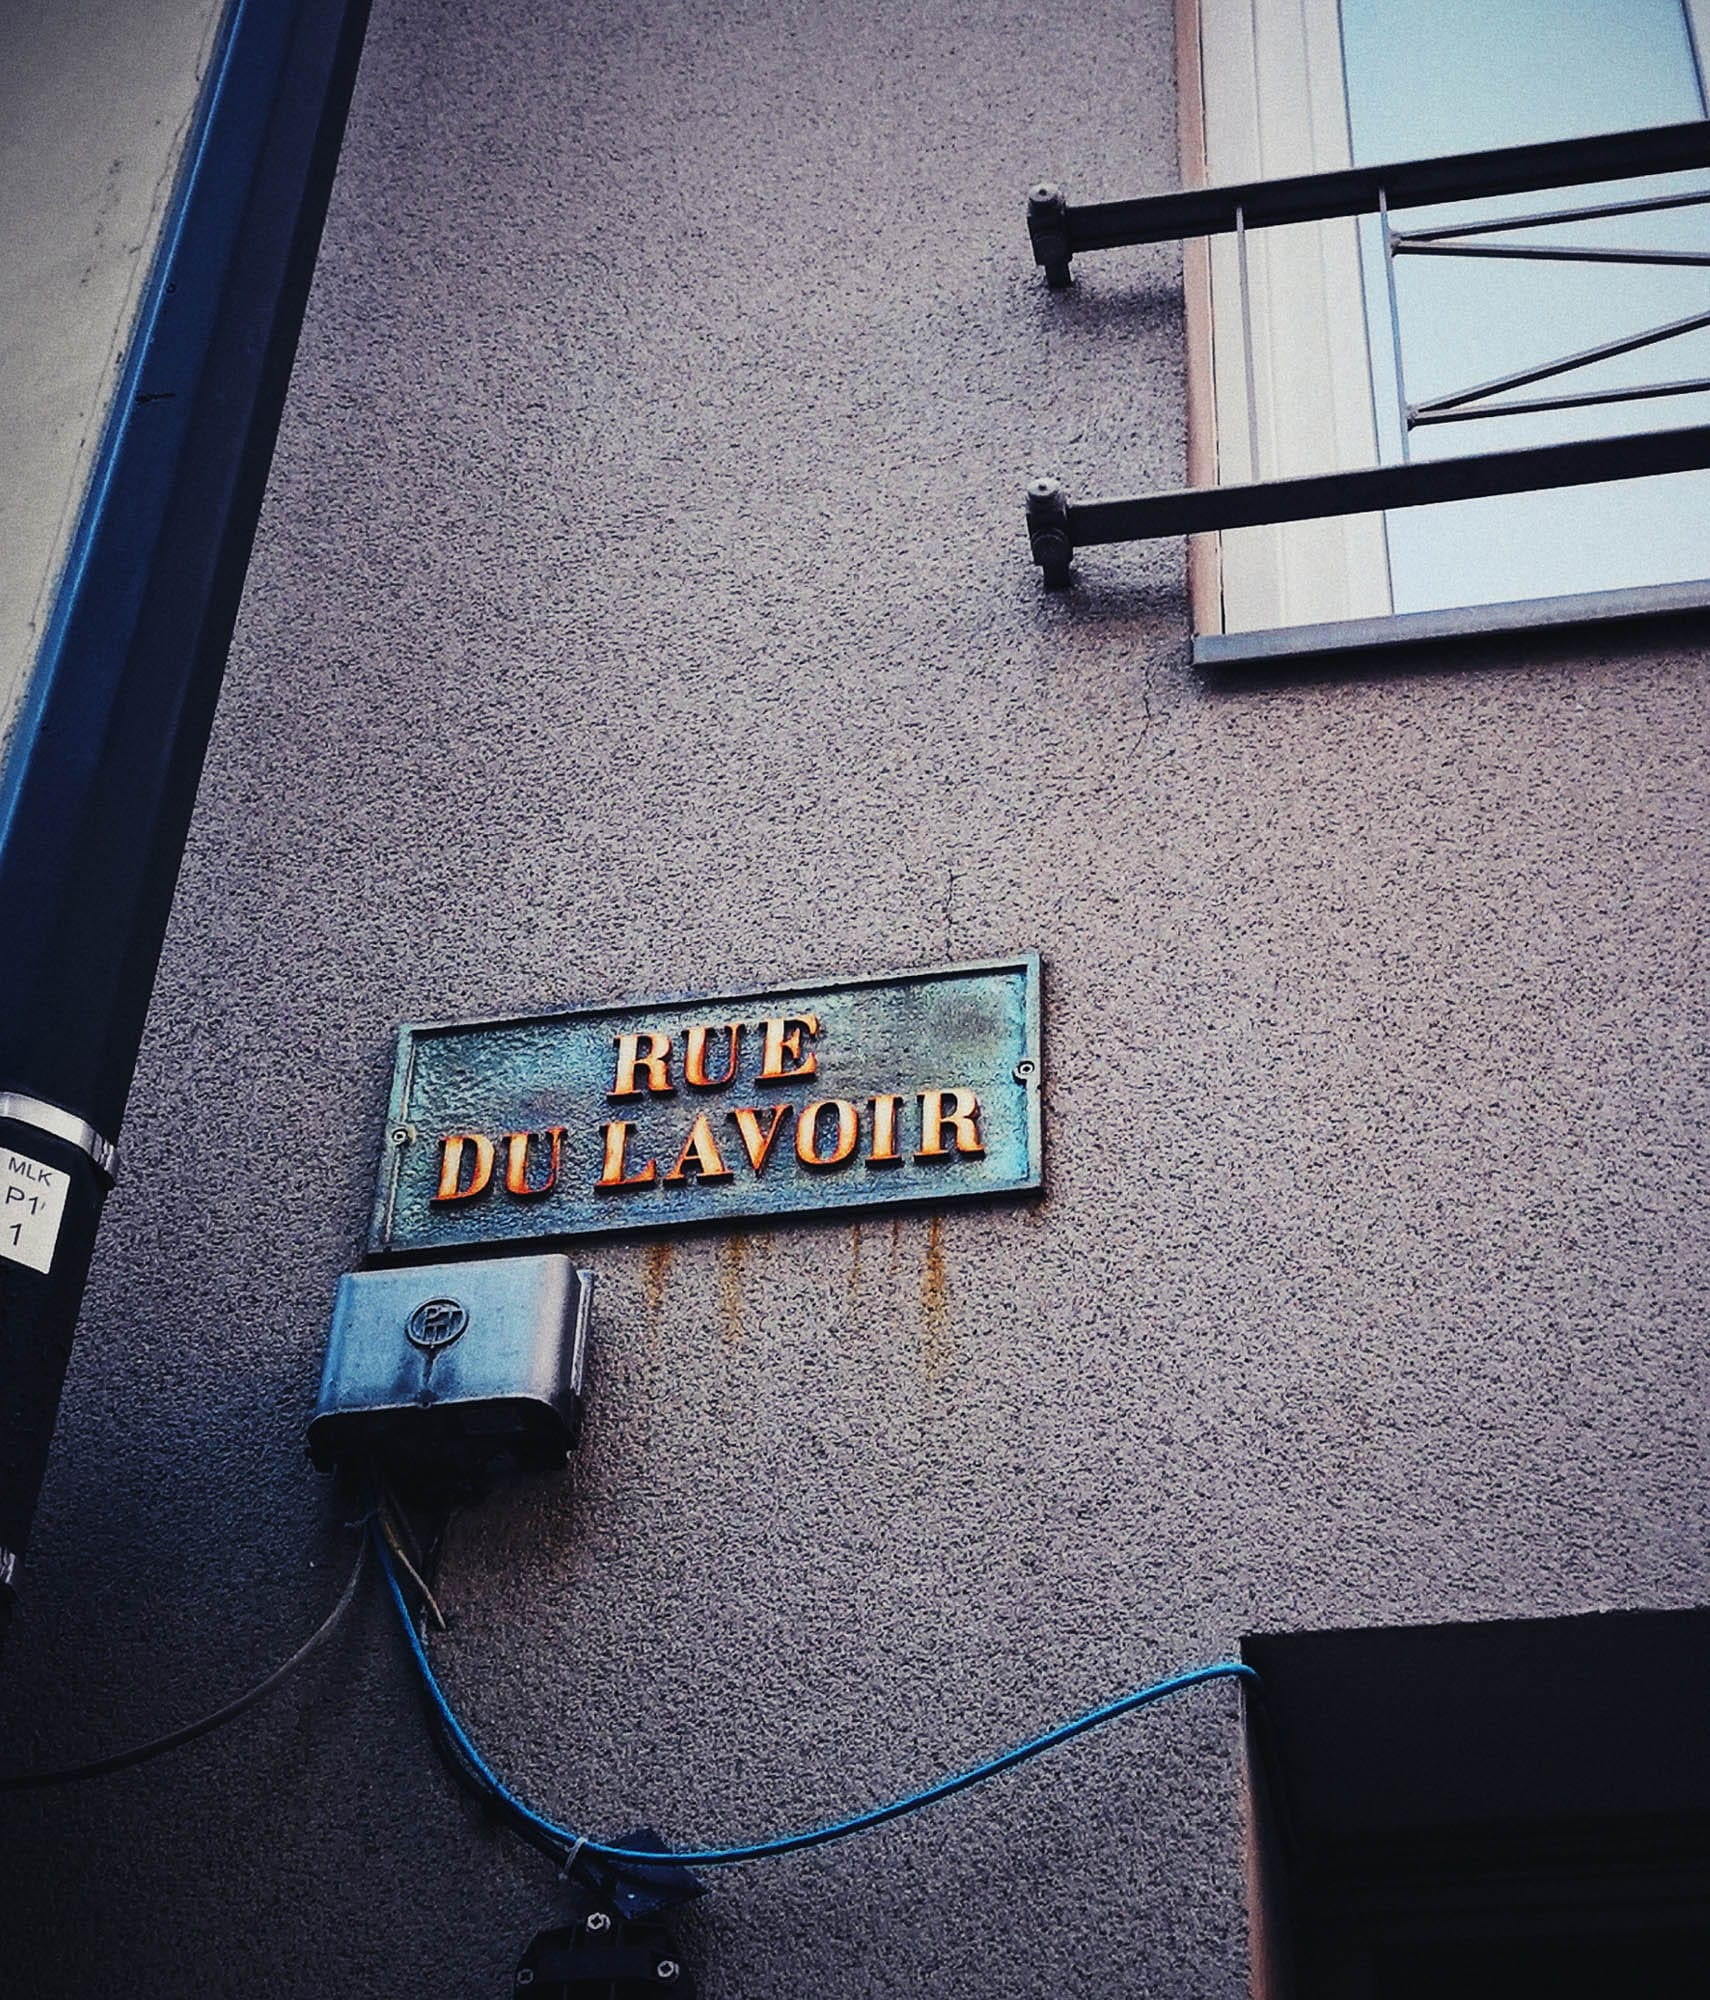 RUE
DU LAVOIR
MLK
P1'
1